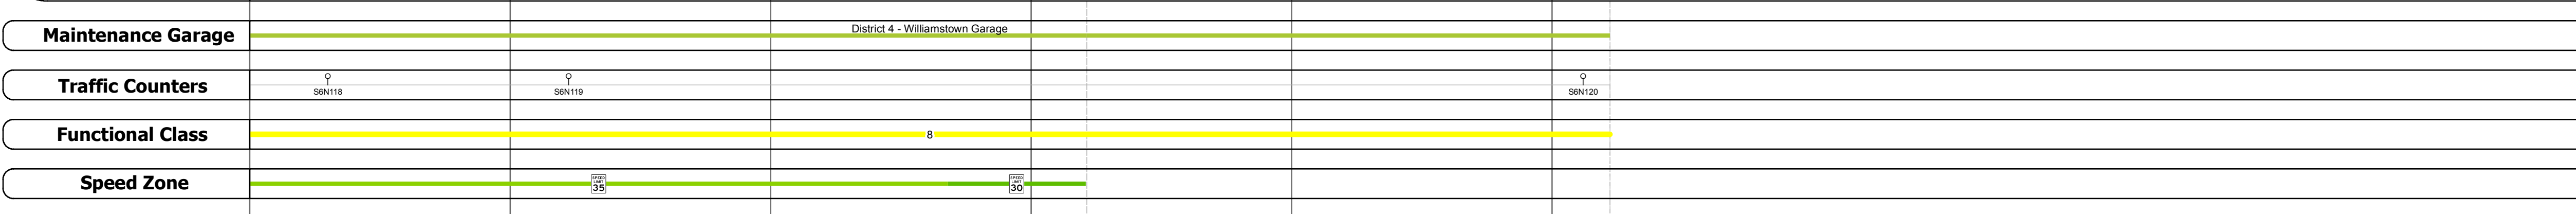 Maintenance Garage
District 4 - Williamstown Garage
Traffic Counters
S6N118
S6N119
S6N120
Functional Class
8
Speed Zone
SPEED
LIMIT
35
SPEED
LIMIT
30